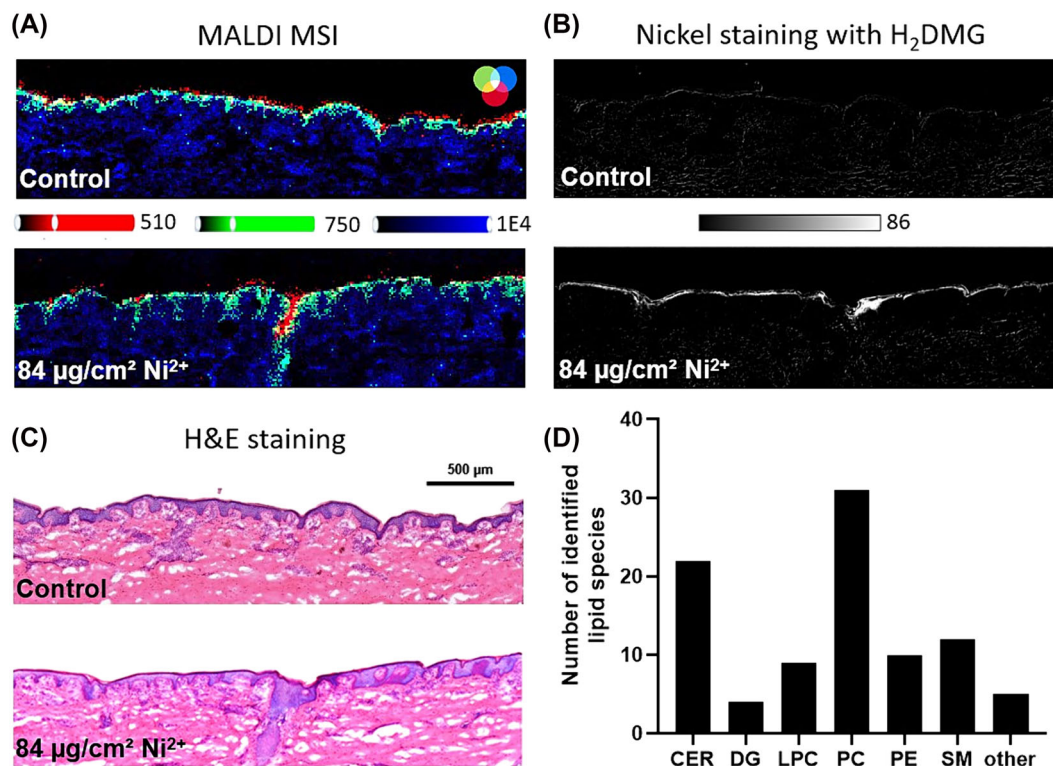 (A)
MALDI MSI
Control
510
750
1E4
84 µg/cm² Ni²⁺
(B)
Nickel staining with H₂DMG
Control
86
84 µg/cm² Ni²⁺
(C)
H&E staining
500 µm
Control
84 µg/cm² Ni²⁺
(D)
Number of identified
lipid species
40
30
20
10
0
CER DG LPC PC PE SM other